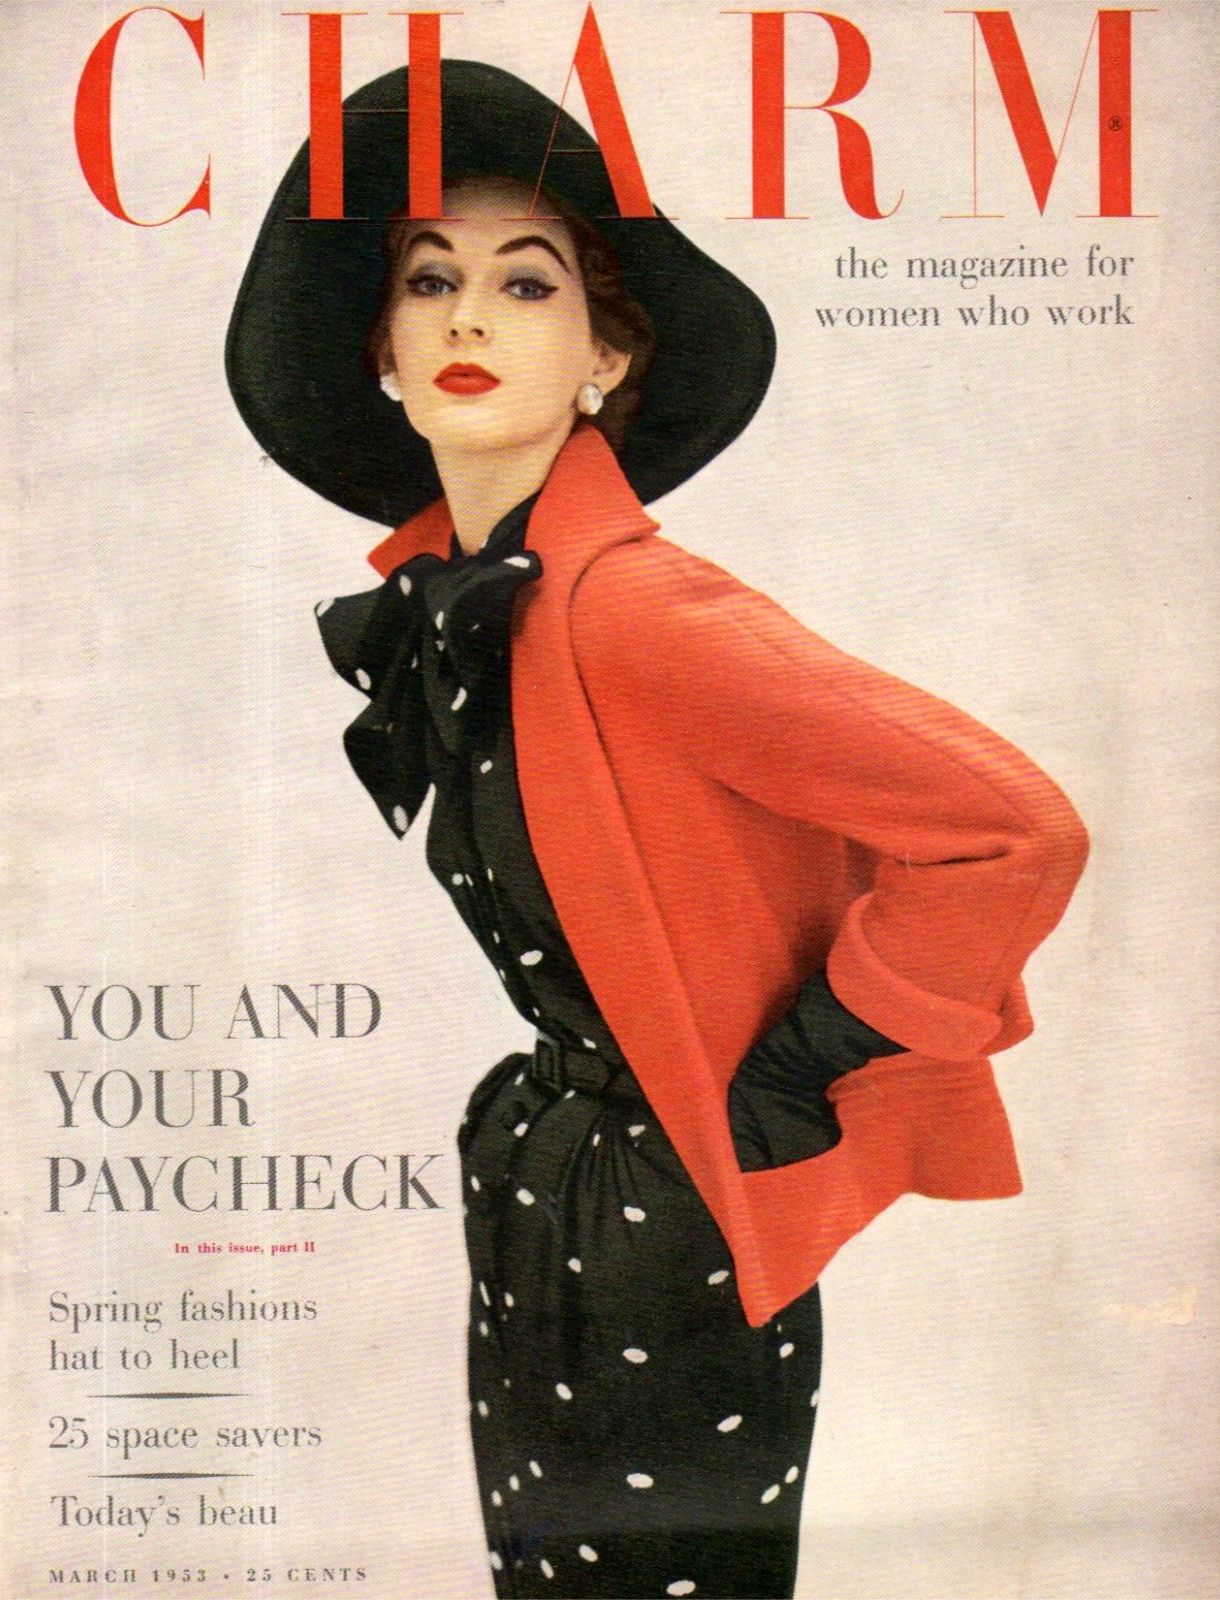 CHARM
®
the magazine for
women who work
YOU AND
YOUR
PAYCHECK
In this issue, part II
Spring fashions
hat to heel
25 space savers
Today's beau
MARCH 1953 · 25 CENTS